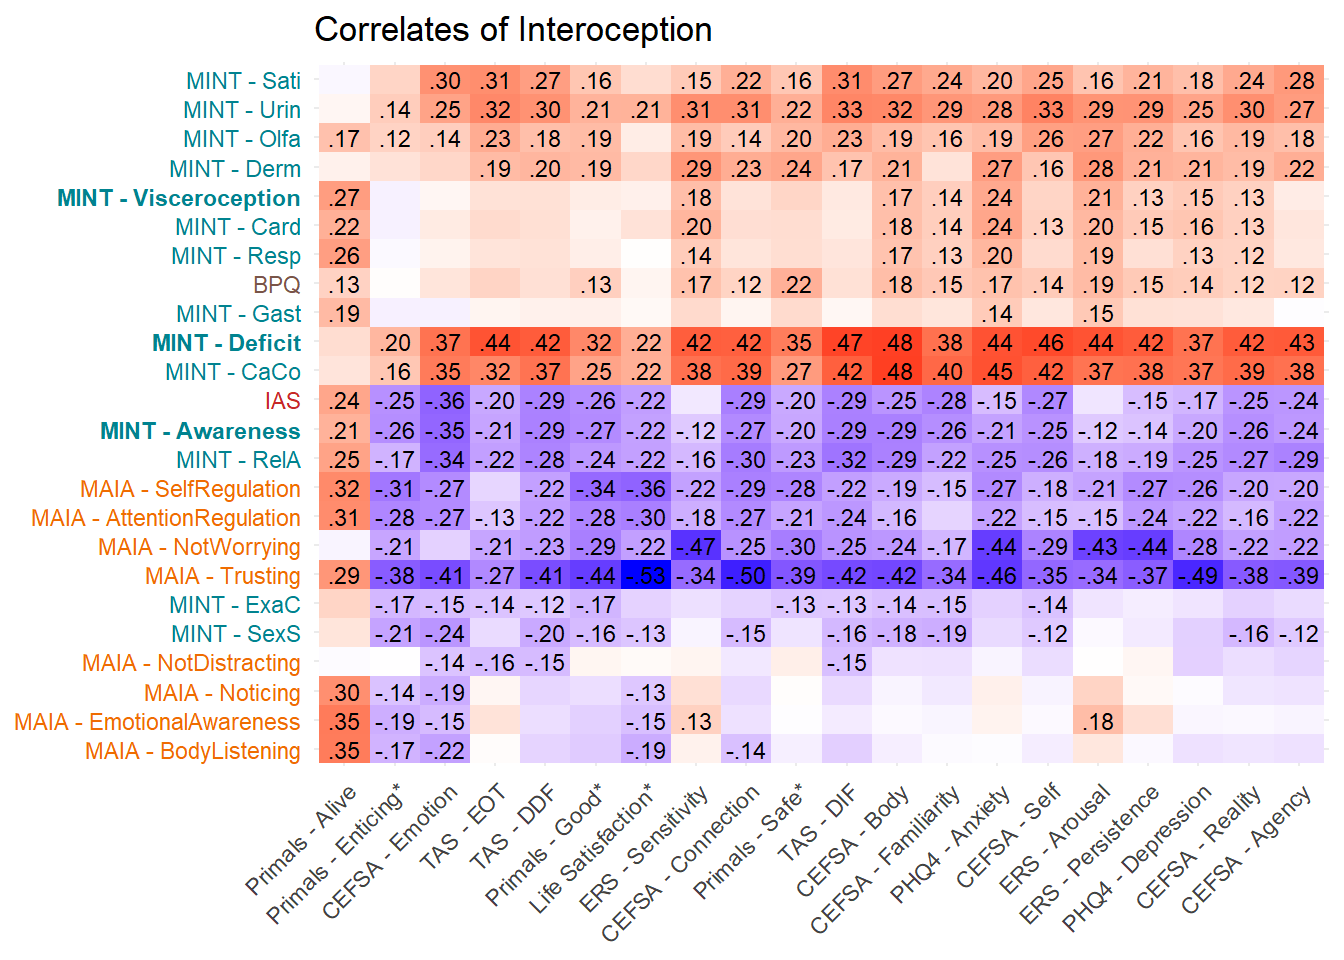 Correlates of Interoception
MINT - Sati .30 .31 .27 .16 .15 .22 .16 .31 .27 .24 .20 .25 .16 .21 .18 .24 .28
MINT - Urin .14 .25 .32 .30 .21 .21 .31 .31 .22 .33 .32 .29 .28 .33 .29 .29 .25 .30 .27
MINT - Olfa .17 .12 .14 .23 .18 .19 .19 .14 .20 .23 .19 .16 .19 .26 .27 .22 .16 .19 .18
MINT - Derm .19 .20 .19 .29 .23 .24 .17 .21 .27 .16 .28 .21 .21 .19 .22
MINT - Visceroception .27 .18 .17 .14 .24 .21 .13 .15 .13
MINT - Card .22 .20 .18 .14 .24 .13 .20 .15 .16 .13
MINT - Resp .26 .14 .17 .13 .20 .19 .13 .12
BPQ .13 .13 .17 .12 .22 .18 .15 .17 .14 .19 .15 .14 .12 .12
MINT - Gast .19 .14 .15
MINT - Deficit .20 .37 .44 .42 .32 .22 .42 .42 .35 .47 .48 .38 .44 .46 .44 .42 .37 .42 .43
MINT - CaCo .16 .35 .32 .37 .25 .22 .38 .39 .27 .42 .48 .40 .45 .42 .37 .38 .37 .39 .38
IAS .24 -.25 -.36 -.20 -.29 -.26 -.22 -.29 -.20 -.29 -.25 -.28 -.15 -.27 -.15 -.17 -.25 -.24
MINT - Awareness .21 -.26 -.35 -.21 -.29 -.27 -.22 -.12 -.27 -.20 -.29 -.29 -.26 -.21 -.25 -.12 -.14 -.20 -.26 -.24
MINT - RelA .25 -.17 -.34 -.22 -.28 -.24 -.22 -.16 -.30 -.23 -.32 -.29 -.22 -.25 -.26 -.18 -.19 -.25 -.27 -.29
MAIA - SelfRegulation .32 -.31 -.27 -.22 -.34 -.36 -.22 -.29 -.28 -.22 -.19 -.15 -.27 -.18 -.21 -.27 -.26 -.20 -.20
MAIA - AttentionRegulation .31 -.28 -.27 -.13 -.22 -.28 -.30 -.18 -.27 -.21 -.24 -.16 -.22 -.15 -.15 -.24 -.22 -.16 -.22
MAIA - NotWorrying -.21 -.21 -.23 -.29 -.22 -.47 -.25 -.30 -.25 -.24 -.17 -.44 -.29 -.43 -.44 -.28 -.22 -.22
MAIA - Trusting .29 -.38 -.41 -.27 -.41 -.44 -.53 -.34 -.50 -.39 -.42 -.42 -.34 -.46 -.35 -.34 -.37 -.49 -.38 -.39
MINT - ExaC -.17 -.15 -.14 -.12 -.17 -.13 -.13 -.14 -.15 -.14
MINT - SexS -.21 -.24 -.20 -.16 -.13 -.15 -.16 -.18 -.19 -.12 -.16 -.12
MAIA - NotDistracting -.14 -.16 -.15 -.15
MAIA - Noticing .30 -.14 -.19 -.13
MAIA - EmotionalAwareness .35 -.19 -.15 -.15 .13 .18
MAIA - BodyListening .35 -.17 -.22 -.19 -.14
Primals - Alive
Primals - Enticing*
CEFSA - Emotion
TAS - EOT
TAS - DDF
Primals - Good*
Life Satisfaction*
ERS - Sensitivity
CEFSA - Connection
Primals - Safe*
TAS - DIF
CEFSA - Body
CEFSA - Familiarity
PHQ4 - Anxiety
CEFSA - Self
ERS - Arousal
ERS - Persistence
PHQ4 - Depression
CEFSA - Reality
CEFSA - Agency